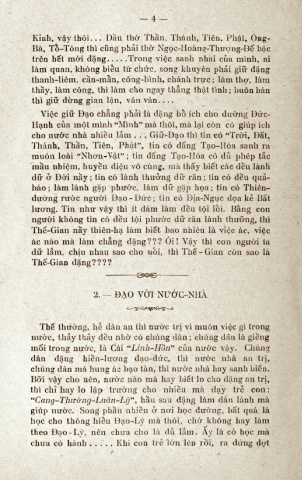 — 4 —
Kinh, vậy thôi... Dầu thờ Thần, Thánh, Tiên, Phật, Ông-
Bà, Tổ-Tông thì cũng phải thờ Ngọc-Hoàng-Thượng-Đế bác
trên hết mới đặng.....Trong việc sanh nhai của mình, ai
làm quan, không biểu từ chức, song khuyên phải giữ đặng
thanh-liêm, cần-mẫn, công-bình, chánh trực; làm thợ, làm
thầy, làm công, thì làm cho ngay thẳng thật tình; buôn bán
thì giữ đừng gian lận, vân vân....
Việc giữ Đạo chẳng phải là đặng bồ ích cho đường Đức-
Hạnh của một mình "Mình" mà thôi, mà lại còn có giúp ích
cho nước nhà nhiều lắm... Giữ-Đạo thì tin có "Trời, Đất,
Thánh, Thần, Tiên, Phật", tin có đấng Tạo-Hóa sanh ra
muôn loài "Nhơn-Vật"; tin đấng Tạo-Hóa có đủ phép tắc
mầu nhiệm, huyền diệu vô cùng, mà thấy biết các đều lành
dữ ở Đời nầy; tin có lành thưởng dữ răn; tin có đều quả-
báo; làm lành gặp phước, làm dữ gặp họa; tin có Thiên-
đường rước người Đạo-Đức; tin có Địa-Ngục đọa kẻ Bất
lương. Tin như vậy thì ít dám làm đều tội lỗi. Bằng con
người không tin có đều tội phước dữ răn lành thưởng, thì
Thế-Gian nầy thiên-hạ làm biết bao nhiêu là việc ác, việc
ác nào mà làm chẳng đặng??? Ôi! Vậy thì con người ta
dữ lắm, chịu nhau sao cho nổi, thì Thế-Gian còn sao là
Thế-Gian đặng????
2. — ĐẠO VỚI NƯỚC-NHÀ
Thế thường, hễ dân an thì nước trị vì muôn việc gì trong
nước, thảy thảy đều nhờ có chúng dân; chúng dân là giềng
mối trong nước, là Cái "Linh-Hồn" của nước vậy. Chúng
dân đặng hiền-lương đạo-đức, thì nước nhà an trị,
chúng dân mà hung ác bạo tàn, thì nước nhà hay sanh biến.
Bởi vậy cho nên, nước nào mà hay biết lo cho đặng an trị,
thì chỉ hay lo lập trường cho nhiều mà dạy trẻ con:
"Cang-Thường-Luân-Lý", hầu sau đặng làm dân lành mà
giúp nước. Song phần nhiều ở nơi học đường, bất quá là
học cho thông hiểu Đạo-Lý mà thôi, chớ không hay làm
theo Đạo-Lý, nên chưa cho là đủ lắm. Ấy là có học mà
chưa có hành..... Khi con trẻ lớn lên rồi, ra đứng đợt